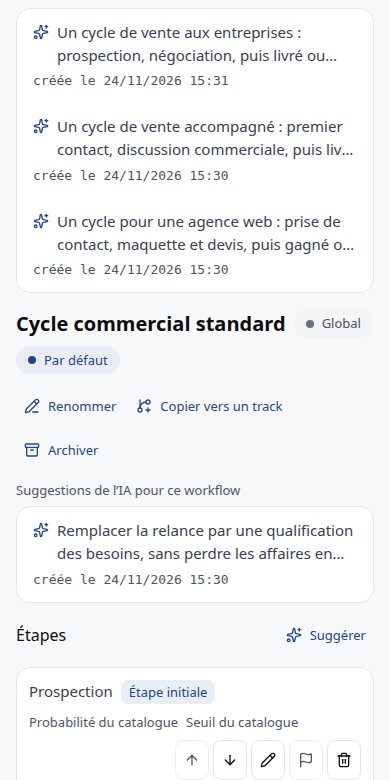 Un cycle de vente aux entreprises :
prospection, négociation, puis livré ou…
créée le 24/11/2026 15:31
Un cycle de vente accompagné : premier
contact, discussion commerciale, puis liv…
créée le 24/11/2026 15:30
Un cycle pour une agence web : prise de
contact, maquette et devis, puis gagné o…
créée le 24/11/2026 15:30
Cycle commercial standard
Global
Par défaut
Renommer
Copier vers un track
Archiver
Suggestions de l’IA pour ce workflow
Remplacer la relance par une qualification
des besoins, sans perdre les affaires en…
créée le 24/11/2026 15:30
Étapes
Suggérer
Prospection
Étape initiale
Probabilité du catalogue Seuil du catalogue